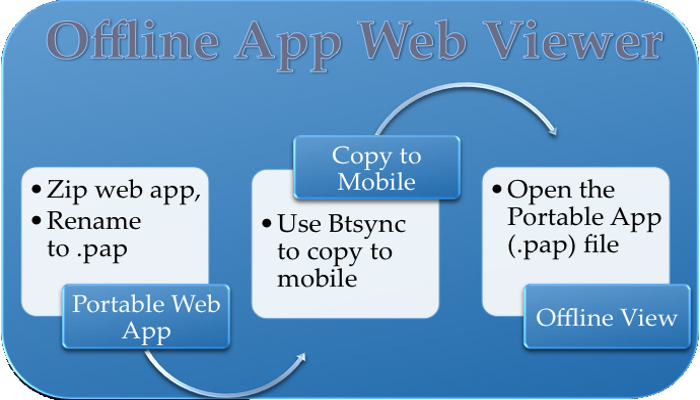 Offline App Web Viewer
• Zip web app,
• Rename
to .pap
Portable Web
App
Copy to
Mobile
• Use Btsync
to copy to
mobile
• Open the
Portable App
(.pap) file
Offline View